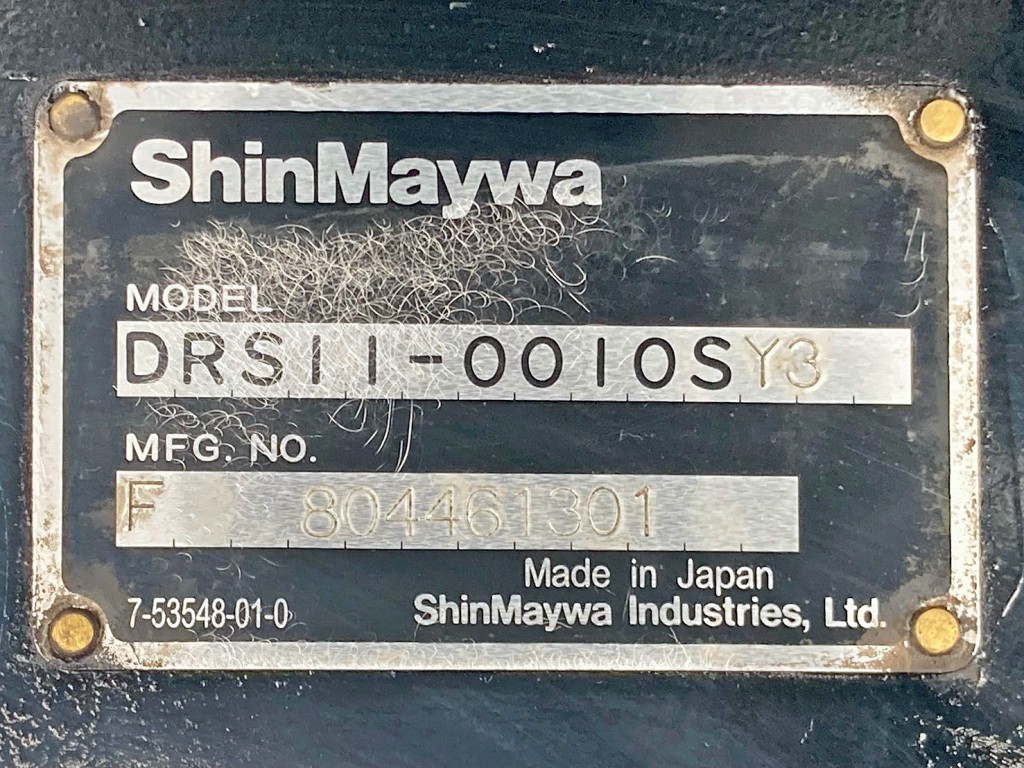 ShinMaywa
MODEL
DRS11-0010SY3
MFG. NO.
F 804461301
Made in Japan
7-53548-01-0 ShinMaywa Industries, Ltd.